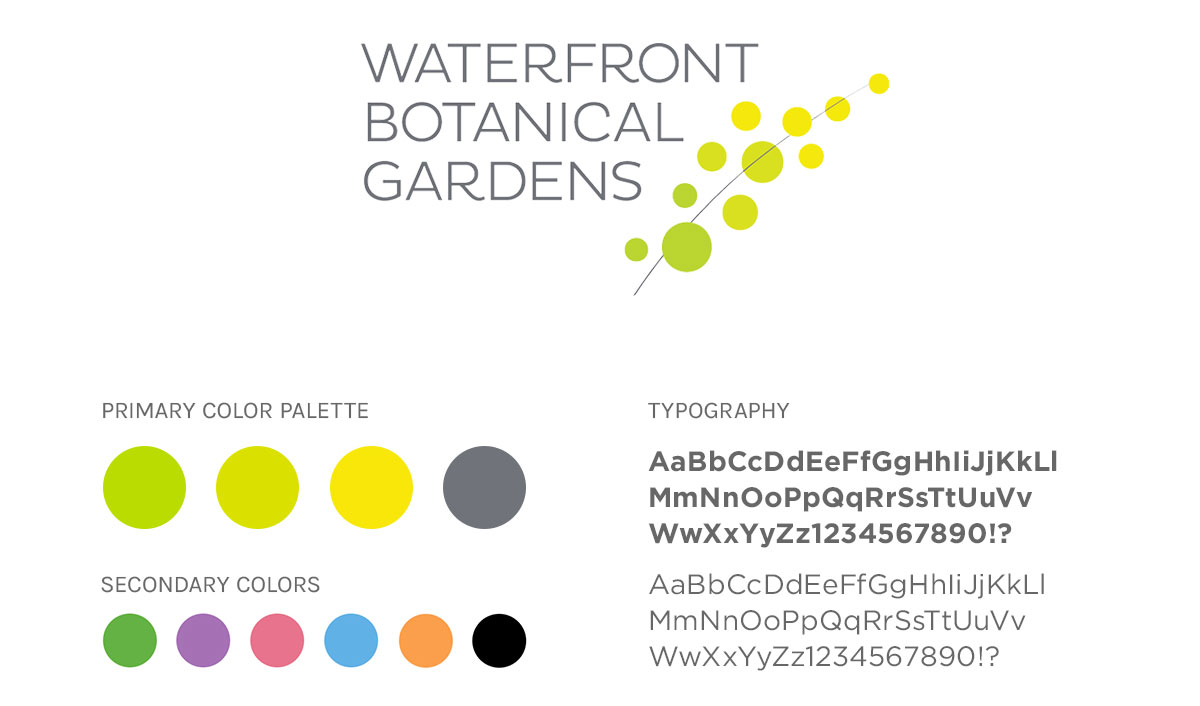 WATERFRONT
BOTANICAL
GARDENS
PRIMARY COLOR PALETTE
SECONDARY COLORS
TYPOGRAPHY
AaBbCcDdEeFfGgHhIiJjKkLl
MmNnOoPpQqRrSsTtUuVv
WwXxYyZz1234567890!?
AaBbCcDdEeFfGgHhIiJjKkLl
MmNnOoPpQqRrSsTtUuVv
WwXxYyZz1234567890!?